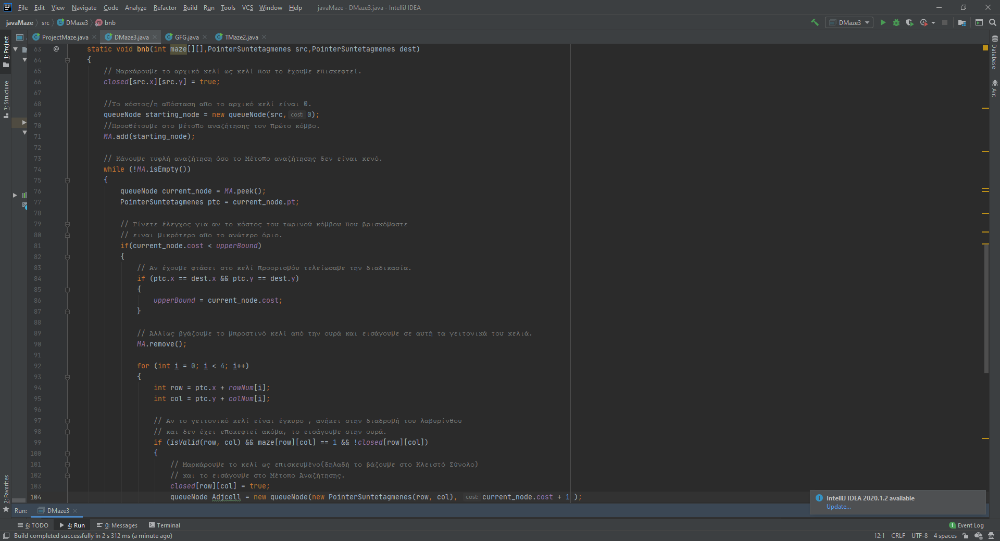 File Edit View Navigate Code Analyze Refactor Build Run Tools VCS Window Help javaMaze - DMaze3.java - IntelliJ IDEA
javaMaze src DMaze3 bnb DMaze3
ProjectMaze.java DMaze3.java GFG.java TMaze2.java
1: Project
7: Structure
2: Favorites
Database
Ant
63 @ static void bnb(int maze[][],PointerSuntetagmenes src,PointerSuntetagmenes dest)
64 {
65 // Μαρκάρουμε το αρχικό κελί ως κελί που το έχουμε επισκεφτεί.
66 closed[src.x][src.y] = true;
67
68 //Το κόστος/η απόσταση απο το αρχικό κελί είναι 0.
69 queueNode starting_node = new queueNode(src, cost: 0);
70 //Προσθέτουμε στο μέτοπο αναζήτησης τον πρώτο κόμβο.
71 MA.add(starting_node);
72
73 // Κάνουμε τυφλή αναζήτηση όσο το Μέτοπο αναζήτησης δεν είναι κενό.
74 while (!MA.isEmpty())
75 {
76 queueNode current_node = MA.peek();
77 PointerSuntetagmenes ptc = current_node.pt;
78
79 // Γίνετε έλεγχος για αν το κόστος του τωρινού κόμβου που βρισκόμαστε
80 // ειναι μικρότερο απο το ανώτερο όριο.
81 if(current_node.cost < upperBound)
82 {
83 // Αν έχουμε φτάσει στο κελί προορισμόυ τελείωσαμε την διαδικασία.
84 if (ptc.x == dest.x && ptc.y == dest.y)
85 {
86 upperBound = current_node.cost;
87 }
88
89 // Αλλίως βγάζουμε το μπροστινό κελί από την ουρά και εισάγουμε σε αυτή τα γειτονικά του κελιά.
90 MA.remove();
91
92 for (int i = 0; i < 4; i++)
93 {
94 int row = ptc.x + rowNum[i];
95 int col = ptc.y + colNum[i];
96
97 // Αν το γειτονικό κελί είναι έγκυρο , ανήκει στην διαδρομή του λαβυρίνθου
98 // και δεν έχει επσκεφτεί ακόμα, το εισάγουμε στην ουρά.
99 if (isValid(row, col) && maze[row][col] == 1 && !closed[row][col])
100 {
101 // Μαρκάρουμε το κελί ως επισκευμένο(δηλαδή το βάζουμε στο Κλειστό Σύνολο)
102 // και το εισάγουμε στο Μέτοπο Αναζήτησης.
103 closed[row][col] = true;
104 queueNode Adjcell = new queueNode(new PointerSuntetagmenes(row, col), cost: current_node.cost + 1 );
IntelliJ IDEA 2020.1.2 available
Update...
Run: DMaze3
6: TODO 4: Run 0: Messages Terminal 1 Event Log
Build completed successfully in 2 s 312 ms (a minute ago) 12:1 CRLF UTF-8 4 spaces